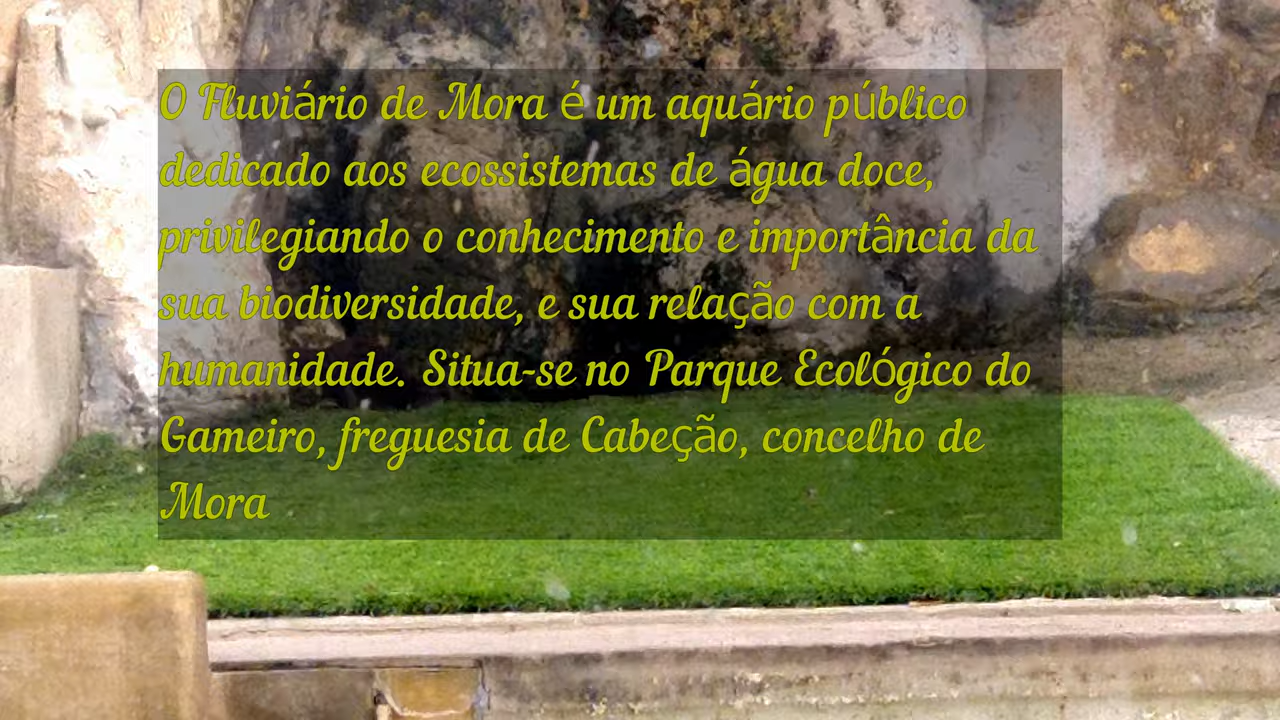 O Fluviário de Mora é um aquário público
dedicado aos ecossistemas de água doce,
privilegiando o conhecimento e importância da
sua biodiversidade, e sua relação com a
humanidade. Situa-se no Parque Ecológico do
Gameiro, freguesia de Cabeção, concelho de
Mora